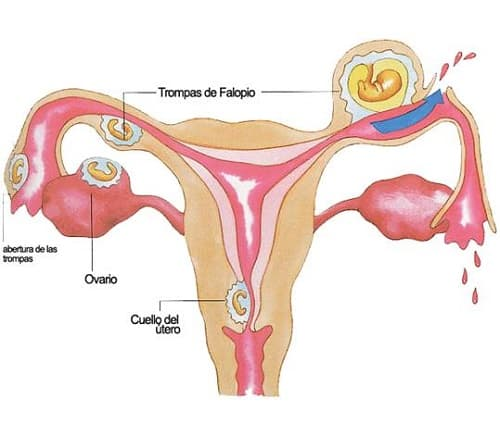 Trompas de Falopio
abertura de las
trompas
Ovario
Cuello del
útero